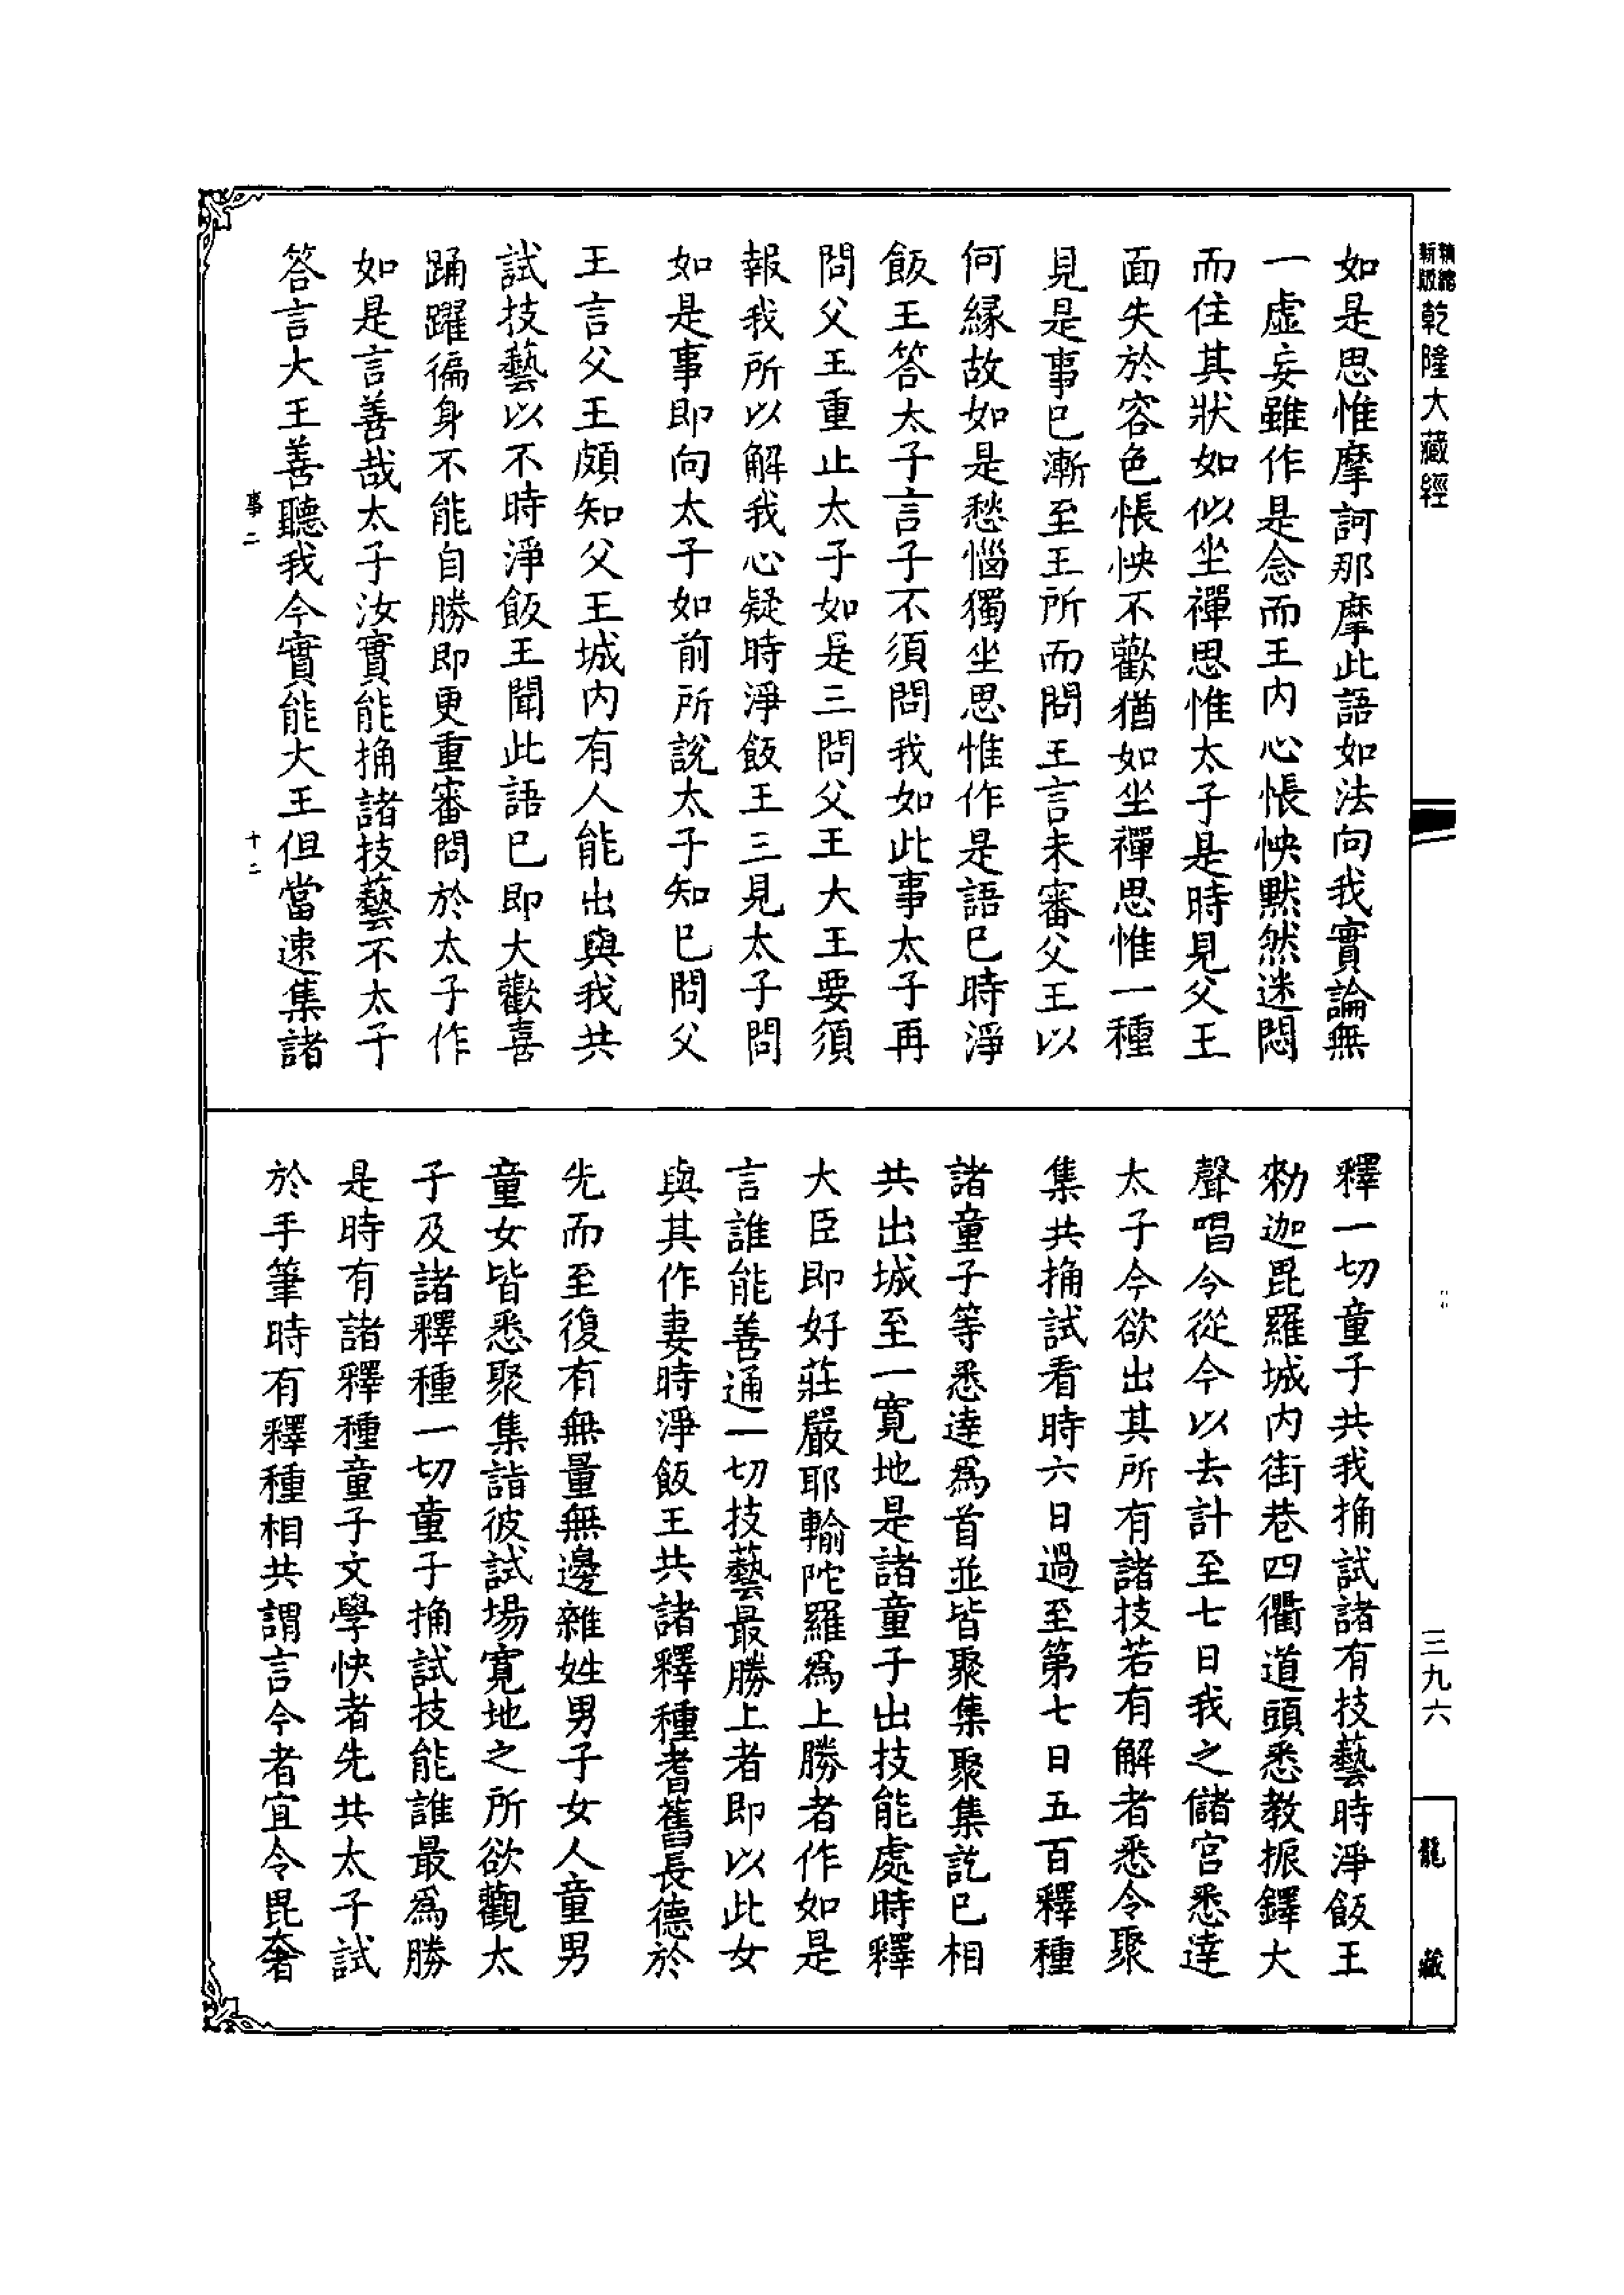 精縮新版乾隆大藏經
如是思惟摩訶那摩此語如法向我實論無
一虛妄雖作是念而王内心悵怏默然迷悶
而住其狀如似坐禪思惟太子是時見父王
面失於容色悵怏不歡猶如坐禪思惟一種
見是事已漸至王所而問王言未審父王以
何緣故如是愁惱獨坐思惟作是語已時淨
飯王答太子言子不須問我如此事太子再
問父王重止太子如是三問父王大王要須
報我所以解我心疑時淨飯王三見太子問
如是事即向太子如前所說太子知已問父
王言父王頗知父王城内有人能出與我共
試技藝以不時淨飯王聞此語已即大歡喜
踊躍徧身不能自勝即更重審問於太子作
如是言善哉太子汝實能捔諸技藝不太子
答言大王善聽我今實能大王但當速集諸
事二
十二
釋一切童子共我捔試諸有技藝時淨飯王
勑迦毘羅城内街巷四衢道頭悉教振鐸大
聲唱令從今以去計至七日我之儲宮悉達
太子今欲出其所有諸技若有解者悉令聚
集共捔試看時六日過至第七日五百釋種
諸童子等悉達爲首並皆聚集聚集訖已相
共出城至一寬地是諸童子出技能處時釋
大臣即好莊嚴耶輸陀羅爲上勝者作如是
言誰能善通一切技藝最勝上者即以此女
與其作妻時淨飯王共諸釋種耆舊長德於
先而至復有無量無邊雜姓男子女人童男
童女皆悉聚集詣彼試場寬地之所欲觀太
子及諸釋種一切童子捔試技能誰最爲勝
是時有諸釋種童子文學快者先共太子試
於手筆時有釋種相共謂言今者宜令毘奢
三九六
龍藏